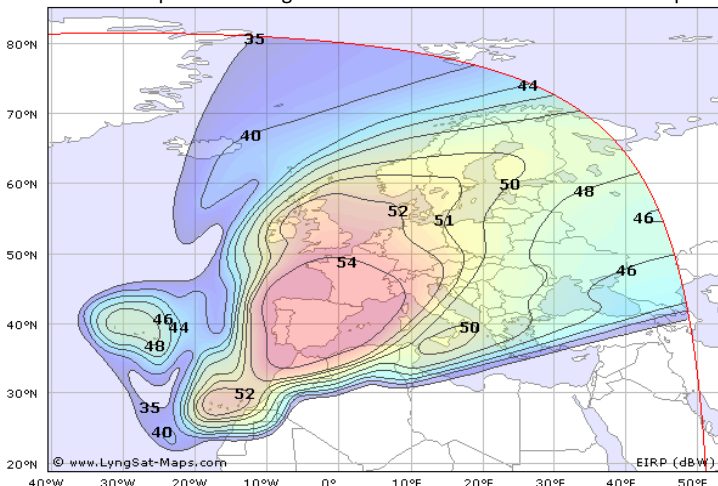 35
80°N
44
70°N
40
60°N
50
48
52
51
46
50°N
54
46
46
44
40°N
50
48
30°N
52
35
40
20°N
© www.LyngSat-Maps.com
EIRP (dBW)
40°W
30°W
20°W
10°W
0°
10°E
20°E
30°E
40°E
50°E